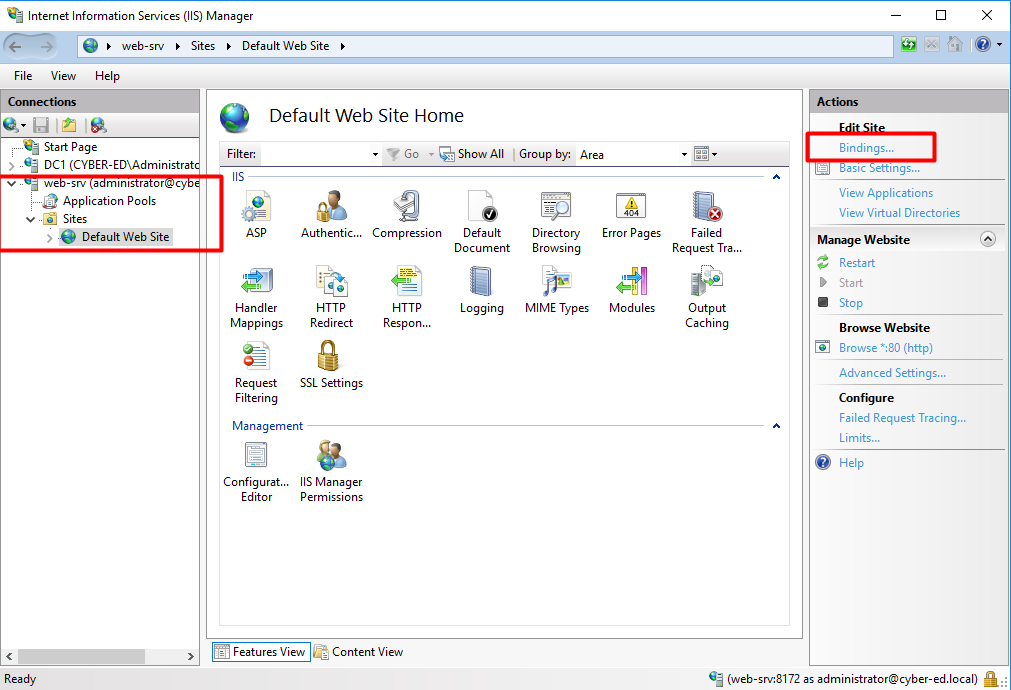 Internet Information Services (IIS) Manager
web-srv Sites Default Web Site
File View Help
Connections
Start Page
DC1 (CYBER-ED\Administrato
web-srv (administrator@cybe
Application Pools
Sites
Default Web Site
Default Web Site Home
Filter: Go Show All Group by: Area
IIS
ASP Authentic... Compression Default Document Directory Browsing Error Pages Failed Request Tra...
404
Handler Mappings HTTP Redirect HTTP Respon... Logging MIME Types Modules Output Caching
Request Filtering SSL Settings
Management
Configurat... Editor IIS Manager Permissions
Features View Content View
Actions
Edit Site
Bindings...
Basic Settings...
View Applications
View Virtual Directories
Manage Website
Restart
Start
Stop
Browse Website
Browse *:80 (http)
Advanced Settings...
Configure
Failed Request Tracing...
Limits...
Help
Ready
(web-srv:8172 as administrator@cyber-ed.local)